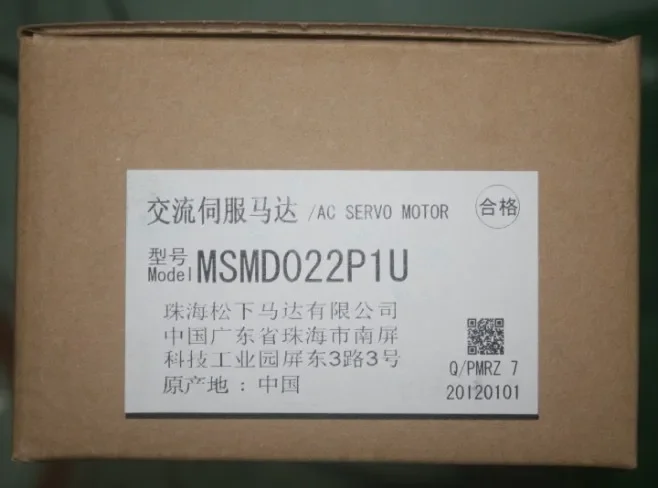 交流伺服马达 /AC SERVO MOTOR
合格
型号
Model MSMD022P1U
珠海松下马达有限公司
中国广东省珠海市南屏
科技工业园屏东3路3号
原产地：中国
Q/PMRZ 7
20120101